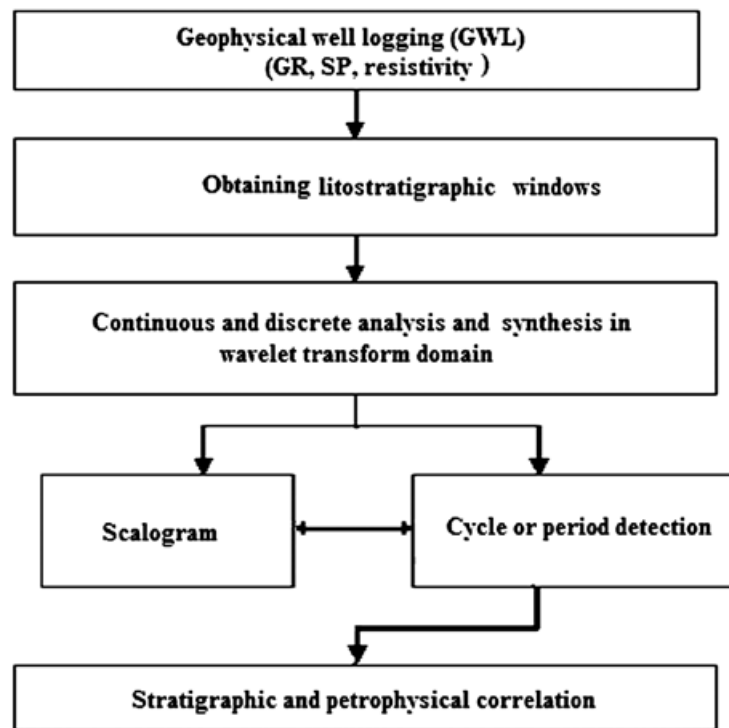 Geophysical well logging (GWL)
(GR, SP, resistivity )
Obtaining litostratigraphic windows
Continuous and discrete analysis and synthesis in
wavelet transform domain
Scalogram
Cycle or period detection
Stratigraphic and petrophysical correlation